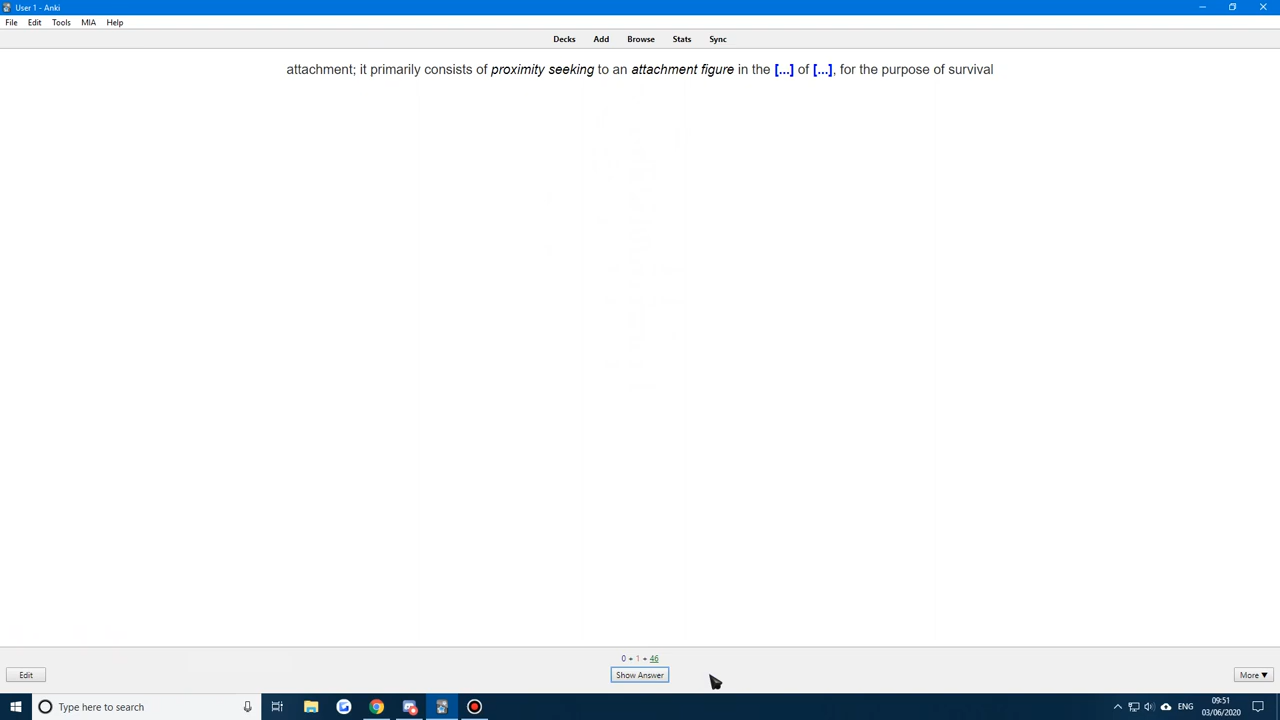 User 1 - Anki
File Edit Tools MIA Help
Decks Add Browse Stats Sync
attachment; it primarily consists of proximity seeking to an attachment figure in the [...] of [...], for the purpose of survival
0 + 1 + 46
Edit Show Answer More ▼
Type here to search
ENG
09:51
03/06/2020